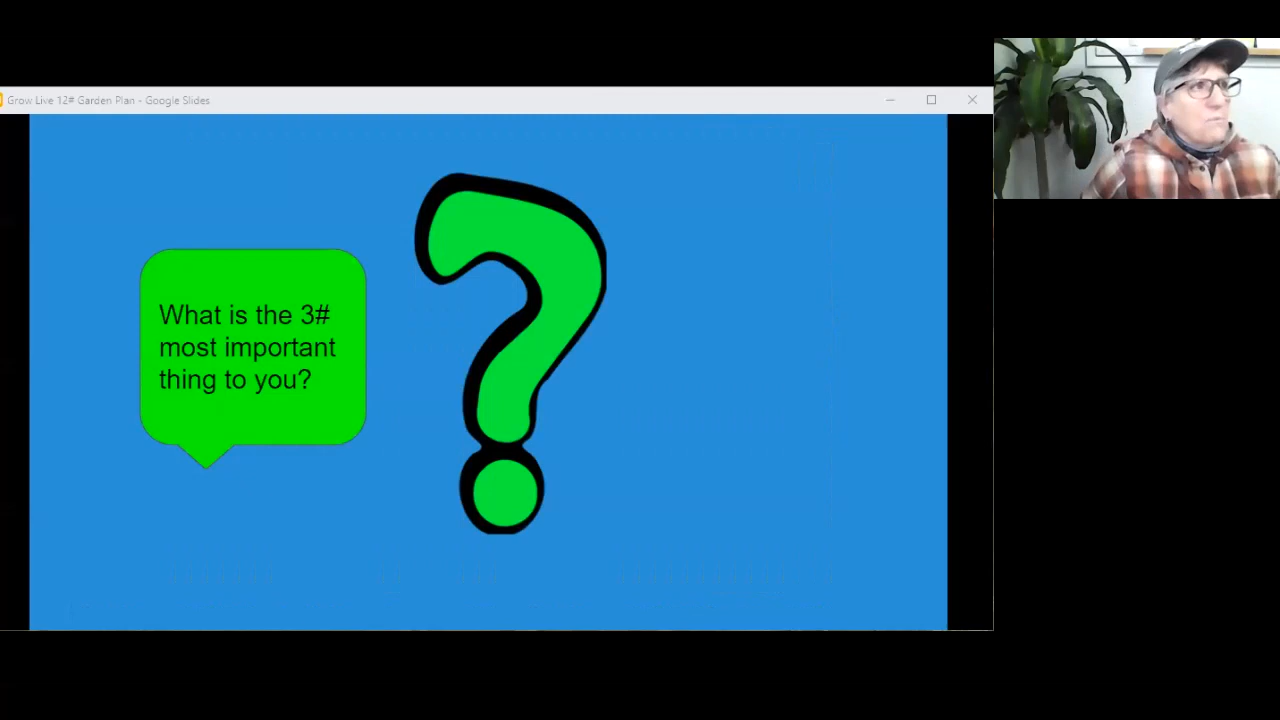 Grow Live 12# Garden Plan - Google Slides
What is the 3#
most important
thing to you?